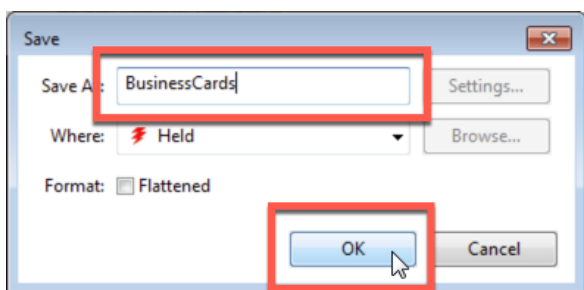 Save
Save As: BusinessCards Settings...
Where: Held Browse...
Format: Flattened
OK Cancel